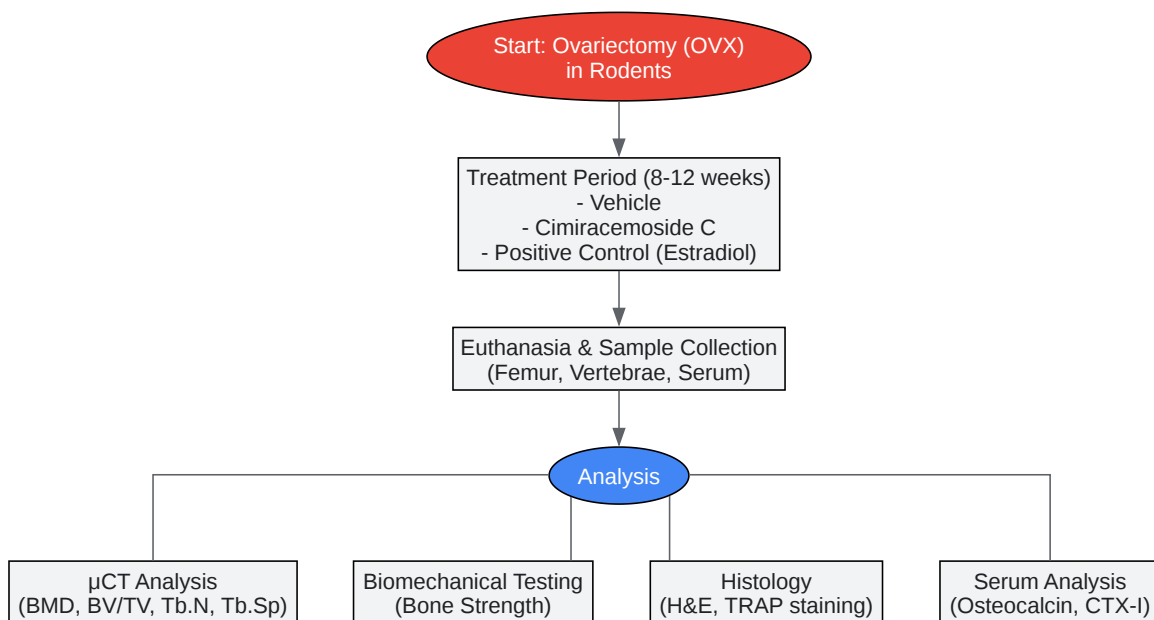 Start: Ovariectomy (OVX)
in Rodents
Treatment Period (8-12 weeks)
- Vehicle
- Cimiracemoside C
- Positive Control (Estradiol)
Euthanasia & Sample Collection
(Femur, Vertebrae, Serum)
Analysis
µCT Analysis
(BMD, BV/TV, Tb.N, Tb.Sp)
Biomechanical Testing
(Bone Strength)
Histology
(H&E, TRAP staining)
Serum Analysis
(Osteocalcin, CTX-I)